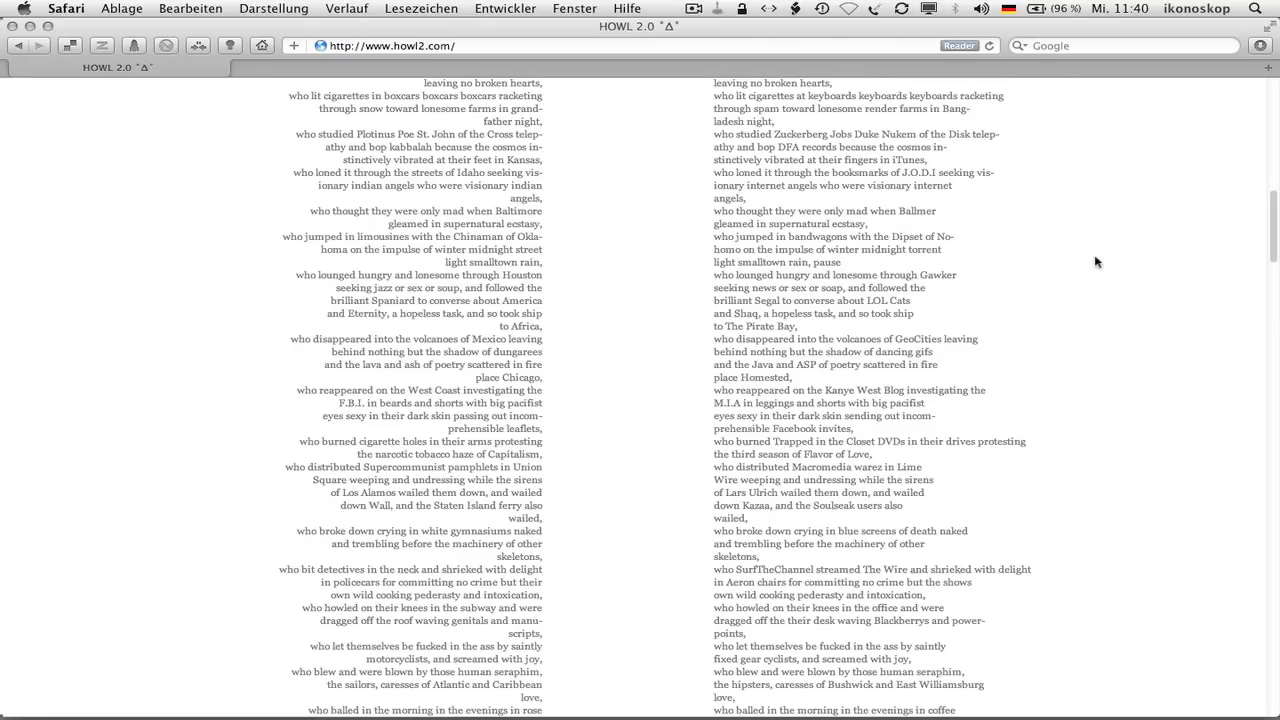 Safari Ablage Bearbeiten Darstellung Verlauf Lesezeichen Entwickler Fenster Hilfe (96 %) Mi. 11:40 ikonoskop
HOWL 2.0 ˚∆˚
http://www.howl2.com/ Reader Google
HOWL 2.0 ˚∆˚
leaving no broken hearts,
who lit cigarettes in boxcars boxcars boxcars racketing
through snow toward lonesome farms in grand-
father night,
who studied Plotinus Poe St. John of the Cross telep-
athy and bop kabbalah because the cosmos in-
stinctively vibrated at their feet in Kansas,
who loned it through the streets of Idaho seeking vis-
ionary indian angels who were visionary indian
angels,
who thought they were only mad when Baltimore
gleamed in supernatural ecstasy,
who jumped in limousines with the Chinaman of Okla-
homa on the impulse of winter midnight street
light smalltown rain,
who lounged hungry and lonesome through Houston
seeking jazz or sex or soup, and followed the
brilliant Spaniard to converse about America
and Eternity, a hopeless task, and so took ship
to Africa,
who disappeared into the volcanoes of Mexico leaving
behind nothing but the shadow of dungarees
and the lava and ash of poetry scattered in fire
place Chicago,
who reappeared on the West Coast investigating the
F.B.I. in beards and shorts with big pacifist
eyes sexy in their dark skin passing out incom-
prehensible leaflets,
who burned cigarette holes in their arms protesting
the narcotic tobacco haze of Capitalism,
who distributed Supercommunist pamphlets in Union
Square weeping and undressing while the sirens
of Los Alamos wailed them down, and wailed
down Wall, and the Staten Island ferry also
wailed,
who broke down crying in white gymnasiums naked
and trembling before the machinery of other
skeletons,
who bit detectives in the neck and shrieked with delight
in policecars for committing no crime but their
own wild cooking pederasty and intoxication,
who howled on their knees in the subway and were
dragged off the roof waving genitals and manu-
scripts,
who let themselves be fucked in the ass by saintly
motorcyclists, and screamed with joy,
who blew and were blown by those human seraphim,
the sailors, caresses of Atlantic and Caribbean
love,
who balled in the morning in the evenings in rose
leaving no broken hearts,
who lit cigarettes at keyboards keyboards keyboards racketing
through spam toward lonesome render farms in Bang-
ladesh night,
who studied Zuckerberg Jobs Duke Nukem of the Disk telep-
athy and bop DFA records because the cosmos in-
stinctively vibrated at their fingers in iTunes,
who loned it through the booksmarks of J.O.D.I seeking vis-
ionary internet angels who were visionary internet
angels,
who thought they were only mad when Ballmer
gleamed in supernatural ecstasy,
who jumped in bandwagons with the Dipset of No-
homo on the impulse of winter midnight torrent
light smalltown rain, pause
who lounged hungry and lonesome through Gawker
seeking news or sex or soap, and followed the
brilliant Segal to converse about LOL Cats
and Shaq, a hopeless task, and so took ship
to The Pirate Bay,
who disappeared into the volcanoes of GeoCities leaving
behind nothing but the shadow of dancing gifs
and the Java and ASP of poetry scattered in fire
place Homested,
who reappeared on the Kanye West Blog investigating the
M.I.A in leggings and shorts with big pacifist
eyes sexy in their dark skin sending out incom-
prehensible Facebook invites,
who burned Trapped in the Closet DVDs in their drives protesting
the third season of Flavor of Love,
who distributed Macromedia warez in Lime
Wire weeping and undressing while the sirens
of Lars Ulrich wailed them down, and wailed
down Kazaa, and the Soulseak users also
wailed,
who broke down crying in blue screens of death naked
and trembling before the machinery of other
skeletons,
who SurfTheChannel streamed The Wire and shrieked with delight
in Aeron chairs for committing no crime but the shows
own wild cooking pederasty and intoxication,
who howled on their knees in the office and were
dragged off the their desk waving Blackberrys and power-
points,
who let themselves be fucked in the ass by saintly
fixed gear cyclists, and screamed with joy,
who blew and were blown by those human seraphim,
the hipsters, caresses of Bushwick and East Williamsburg
love,
who balled in the morning in the evenings in coffee